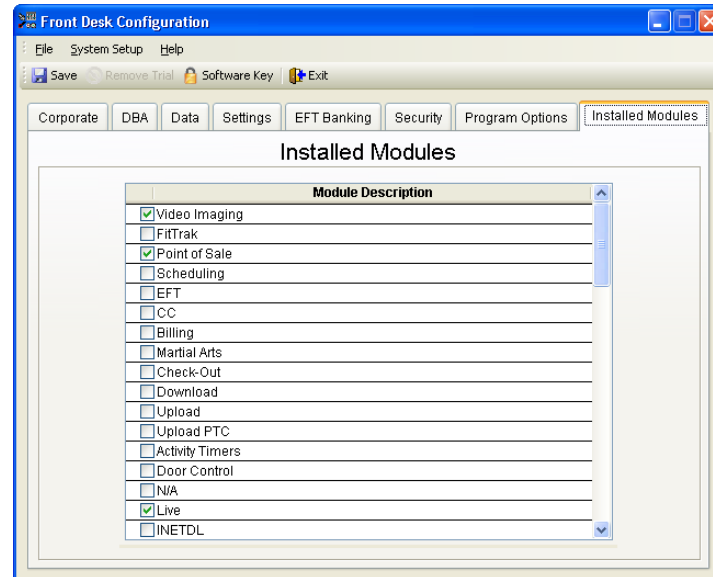 Front Desk Configuration
File System Setup Help
Save Remove Trial Software Key Exit
Corporate DBA Data Settings EFT Banking Security Program Options Installed Modules
Installed Modules
Module Description
Video Imaging
FitTrak
Point of Sale
Scheduling
EFT
CC
Billing
Martial Arts
Check-Out
Download
Upload
Upload PTC
Activity Timers
Door Control
N/A
Live
INETDL